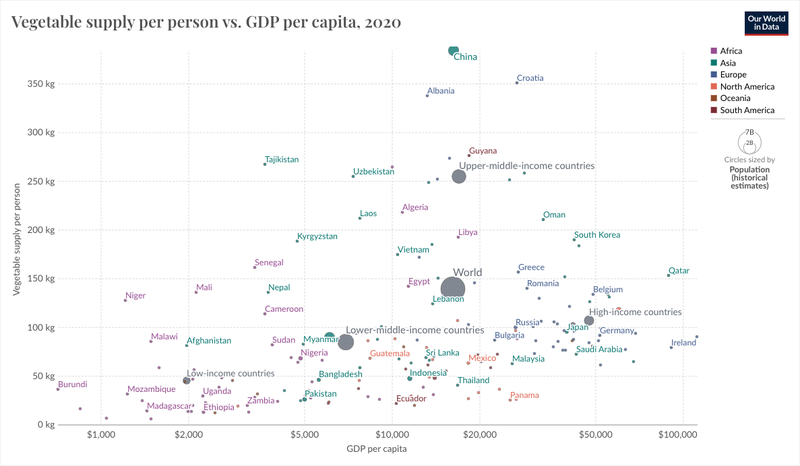 Vegetable supply per person vs. GDP per capita, 2020
Our World
in Data
Africa
Asia
Europe
North America
Oceania
South America
7B
2B
Circles sized by
Population
(historical
estimates)
Vegetable supply per person
350 kg
300 kg
250 kg
200 kg
150 kg
100 kg
50 kg
0 kg
China
Croatia
Albania
Guyana
Tajikistan
Upper-middle-income countries
Uzbekistan
Algeria
Laos
Oman
Libya
South Korea
Kyrgyzstan
Vietnam
Senegal
Greece
World
Qatar
Egypt
Romania
Mali
Nepal
Niger
Belgium
Lebanon
Cameroon
High-income countries
Russia
Lower-middle-income countries
Japan
Germany
Malawi
Myanmar
Bulgaria
Afghanistan
Sudan
Ireland
Nigeria
Guatemala
Sri Lanka
Saudi Arabia
Mexico
Malaysia
Low-income countries
Bangladesh
Indonesia
Burundi
Thailand
Mozambique
Uganda
Pakistan
Panama
Zambia
Ecuador
Madagascar
Ethiopia
$1,000
$2,000
$5,000
$10,000
$20,000
$50,000
$100,000
GDP per capita